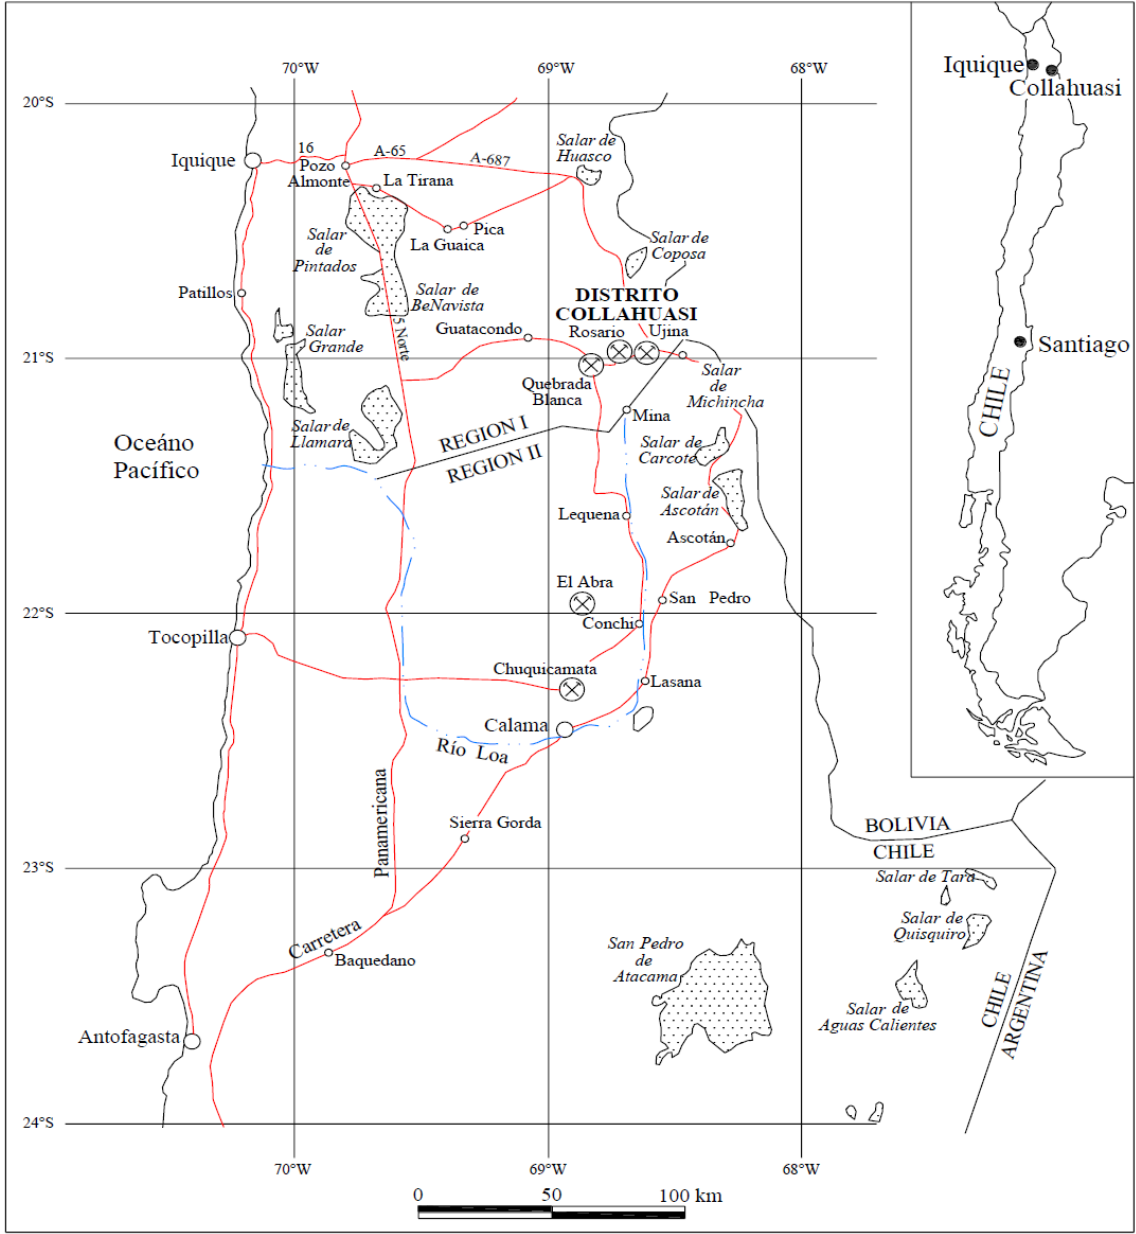 70°W
69°W
68°W
20°S
Iquique
16
Pozo
Almonte
A-65
A-687
La Tirana
Salar de
Huasco
Pica
La Guaica
Salar
de
Pintados
Salar de
Coposa
Patillos
Salar de
BeNavista
DISTRITO
COLLAHUASI
Guatacondo
Rosario
Ujina
5 Norte
Salar
Grande
21°S
Quebrada
Blanca
Salar
de
Michincha
Mina
Salar de
Llamara
REGION I
REGION II
Oceáno
Pacífico
Salar de
Carcote
Salar de
Ascotán
Lequena
Ascotán
El Abra
San Pedro
22°S
Conchi
Tocopilla
Chuquicamata
Lasana
Calama
Río Loa
Panamericana
Sierra Gorda
BOLIVIA
CHILE
23°S
Salar de Tara
Salar de
Quisquiro
Carretera
Baquedano
San Pedro
de
Atacama
CHILE
ARGENTINA
Salar de
Aguas Calientes
Antofagasta
24°S
70°W
69°W
68°W
0
50
100 km
Iquique
Collahuasi
Santiago
CHILE